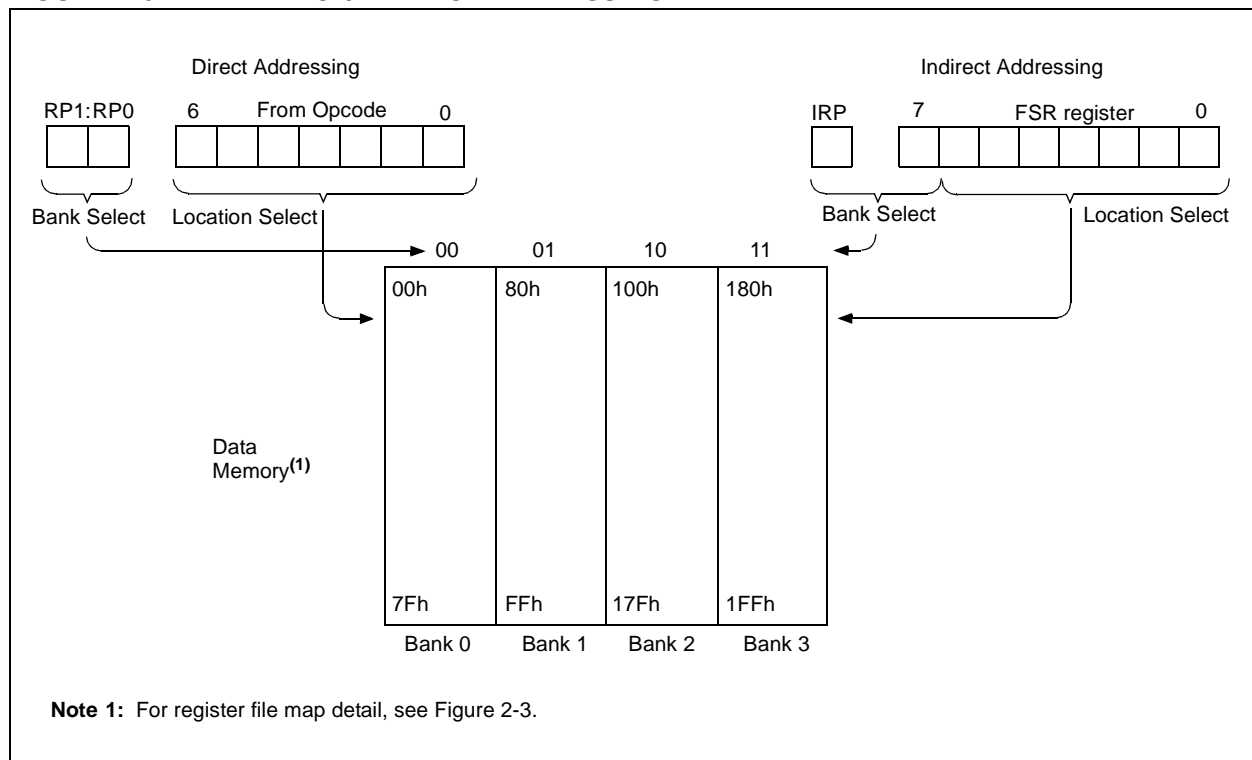 Direct Addressing
Indirect Addressing
RP1:RP0 6 From Opcode 0
IRP 7 FSR register 0
Bank Select Location Select
Bank Select Location Select
00 01 10 11
00h 80h 100h 180h
Data
Memory(1)
7Fh FFh 17Fh 1FFh
Bank 0 Bank 1 Bank 2 Bank 3
Note 1: For register file map detail, see Figure 2-3.